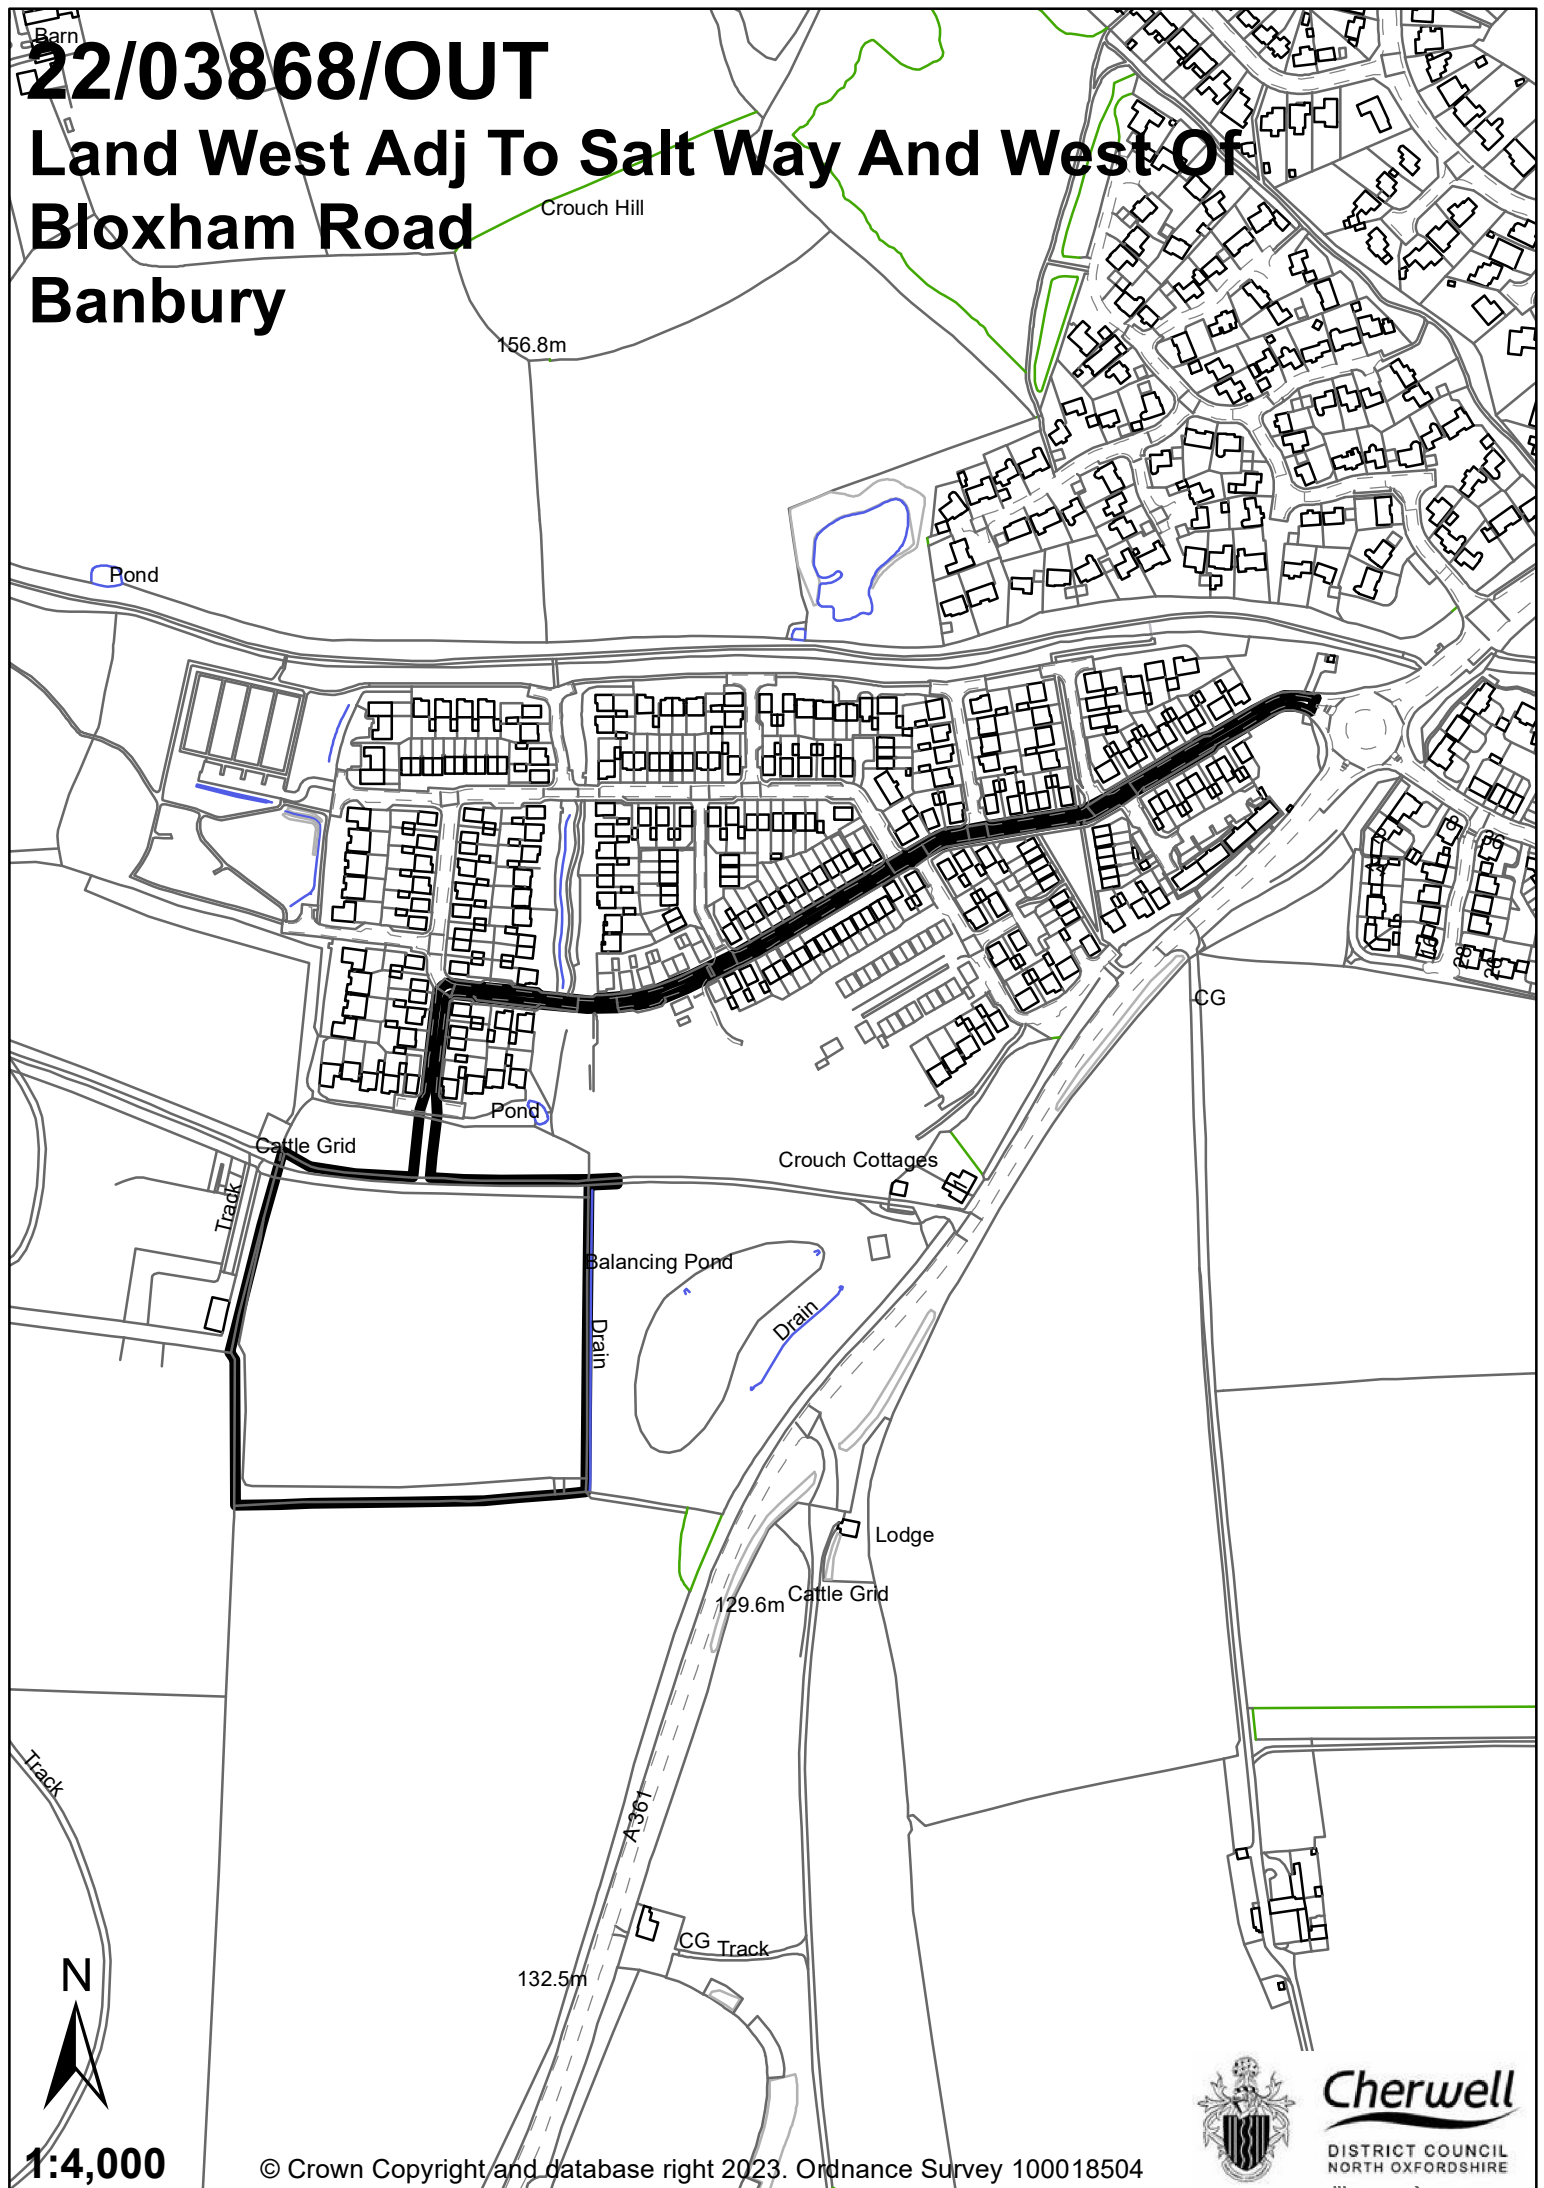 Barn
22/03868/OUT
Land West Adj To Salt Way And West Of
Bloxham Road
Banbury
Crouch Hill
156.8m
Pond
CG
Pond
Cattle Grid
Crouch Cottages
Track
Balancing Pond
Drain
Drain
Lodge
Cattle Grid
129.6m
Track
A 361
CG
Track
132.5m
N
1:4,000
© Crown Copyright and database right 2023. Ordnance Survey 100018504
Cherwell
DISTRICT COUNCIL
NORTH OXFORDSHIRE